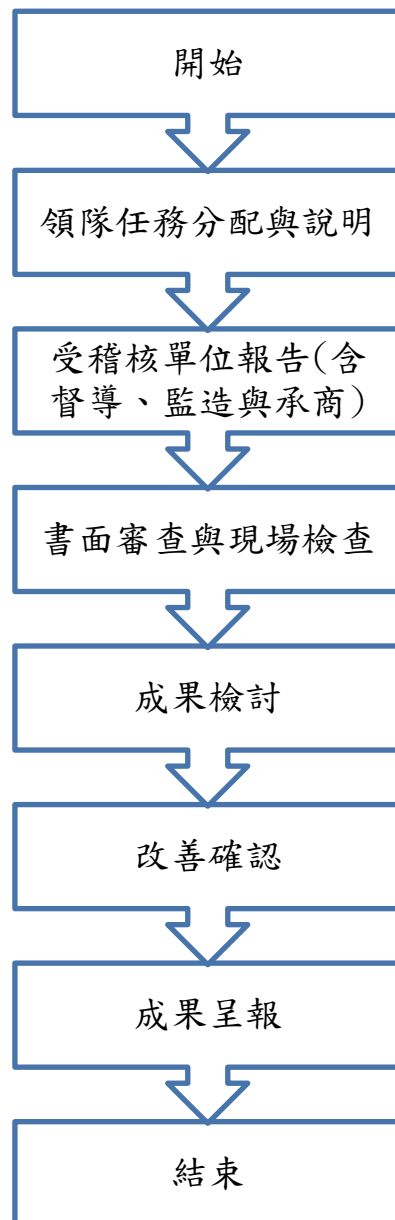 開始
領隊任務分配與說明
受稽核單位報告(含
督導、監造與承商)
書面審查與現場檢查
成果檢討
改善確認
成果呈報
結束